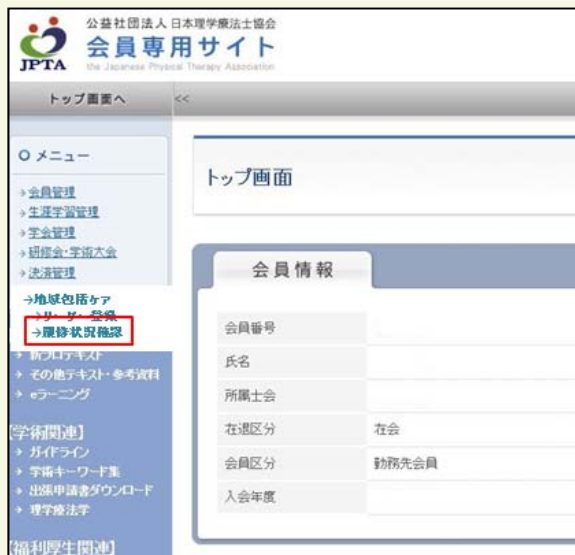 公益社団法人 日本理学療法士協会
会員専用サイト
JPTA
the Japanese Physical Therapy Association
トップ画面へ
<<
メニュー
→会員管理
→生涯学習管理
→学会管理
→研修会・学術大会
→決済管理
→地域包括ケア
→リーダー登録
→履修状況確認
→ 新プロテキスト
→ その他テキスト・参考資料
→ eラーニング
【学術関連】
→ ガイドライン
→ 学術キーワード集
→ 出張申請書ダウンロード
→ 理学療法学
【福利厚生関連】
トップ画面
会員情報
会員番号
氏名
所属士会
在退区分 在会
会員区分 勤務先会員
入会年度